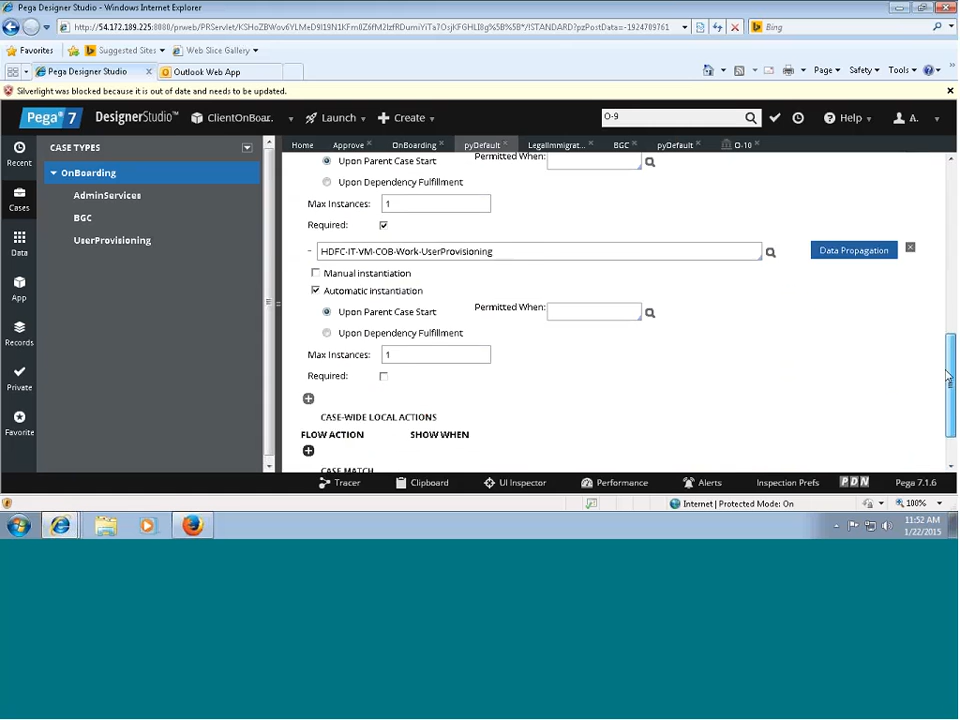 Pega Designer Studio - Windows Internet Explorer
Favorites Suggested Sites Web Slice Gallery
Pega Designer Studio Outlook Web App Page Safety Tools
Silverlight was blocked because it is out of date and needs to be updated.
Pega 7 DesignerStudio™ ClientOnBoar. Launch Create O-9 Help A.
Recent CASE TYPES Home Approve OnBoarding pyDefault LegalImmigrat... BGC pyDefault O-10
Upon Parent Case Start Permitted When:
OnBoarding
Upon Dependency Fulfillment
Cases AdminServices Max Instances: 1
BGC Required:
UserProvisioning
Data - HDFC-IT-VM-COB-Work-UserProvisioning Data Propagation
Manual instantiation
App Automatic instantiation
Upon Parent Case Start Permitted When:
Records Upon Dependency Fulfillment
Max Instances: 1
Private Required:
CASE-WIDE LOCAL ACTIONS
Favorite FLOW ACTION SHOW WHEN
CASE MATCH
Tracer Clipboard UI Inspector Performance Alerts Inspection Prefs PDN Pega 7.1.6
Internet | Protected Mode: On 100%
11:52 AM
1/22/2015
Bing